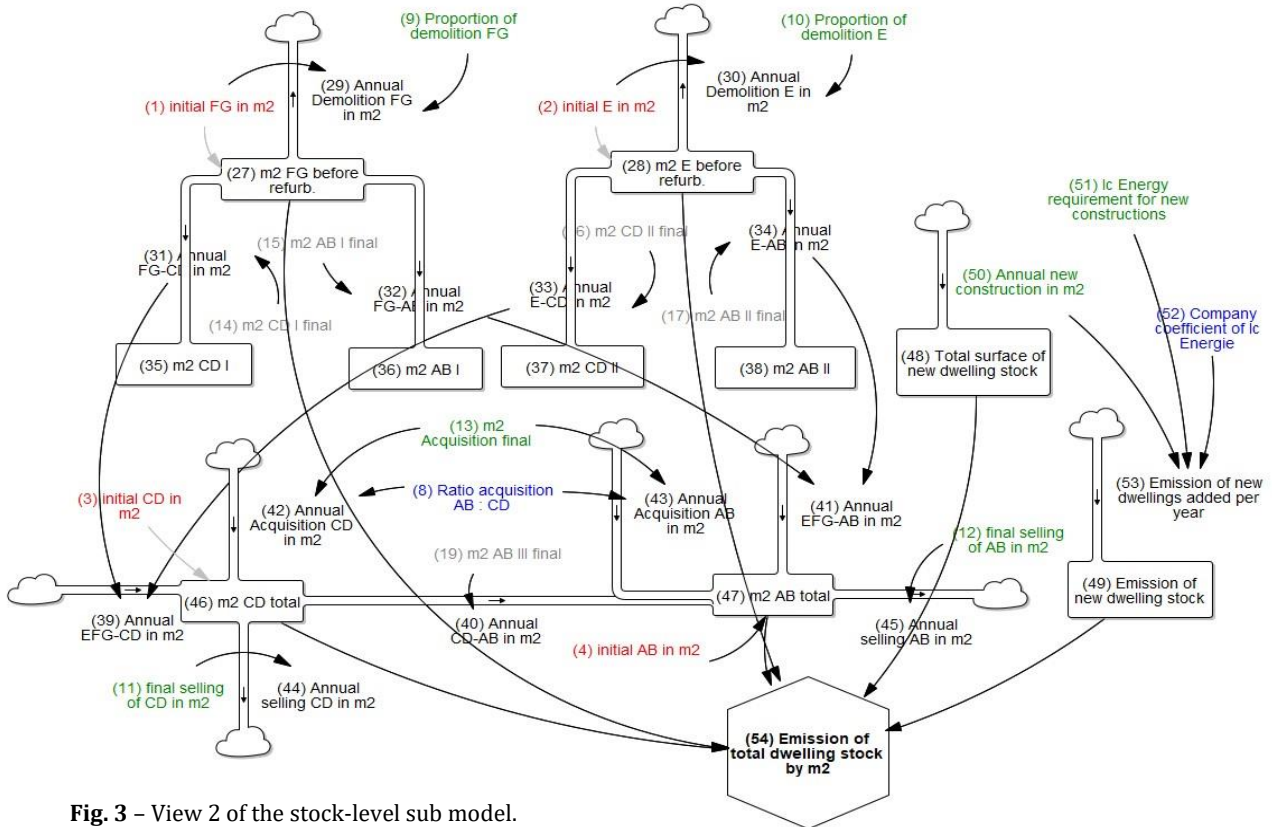 (9) Proportion of
demolition FG
(10) Proportion of
demolition E
(29) Annual
Demolition FG
in m2
(30) Annual
Demolition E in
m2
(1) initial FG in m2
(2) initial E in m2
(27) m2 FG before
refurb.
(28) m2 E before
refurb.
(51) Ic Energy
requirement for new
constructions
(31) Annual
FG-CD in m2
(15) m2 AB I final
(32) Annual
FG-AB in m2
(14) m2 CD I final
6) m2 CD II final
(33) Annual
E-CD in m2
(17) m2 AB II final
(34) Annual
E-AB in m2
(50) Annual new
construction in m2
(52) Company
coefficient of Ic
Energie
(35) m2 CD I
(36) m2 AB I
(37) m2 CD II
(38) m2 AB II
(48) Total surface of
new dwelling stock
(13) m2
Acquisition final
(3) initial CD in
m2
(42) Annual
Acquisition CD
in m2
(8) Ratio acquisition
AB : CD
(43) Annual
Acquisition AB
in m2
(41) Annual
EFG-AB in m2
(53) Emission of new
dwellings added per
year
(19) m2 AB III final
(12) final selling
of AB in m2
(46) m2 CD total
(47) m2 AB total
(49) Emission of
new dwelling stock
(39) Annual
EFG-CD in m2
(40) Annual
CD-AB in m2
(4) initial AB in m2
(45) Annual
selling AB in m2
(11) final selling
of CD in m2
(44) Annual
selling CD in m2
(54) Emission of
total dwelling stock
by m2
Fig. 3 – View 2 of the stock-level sub model.